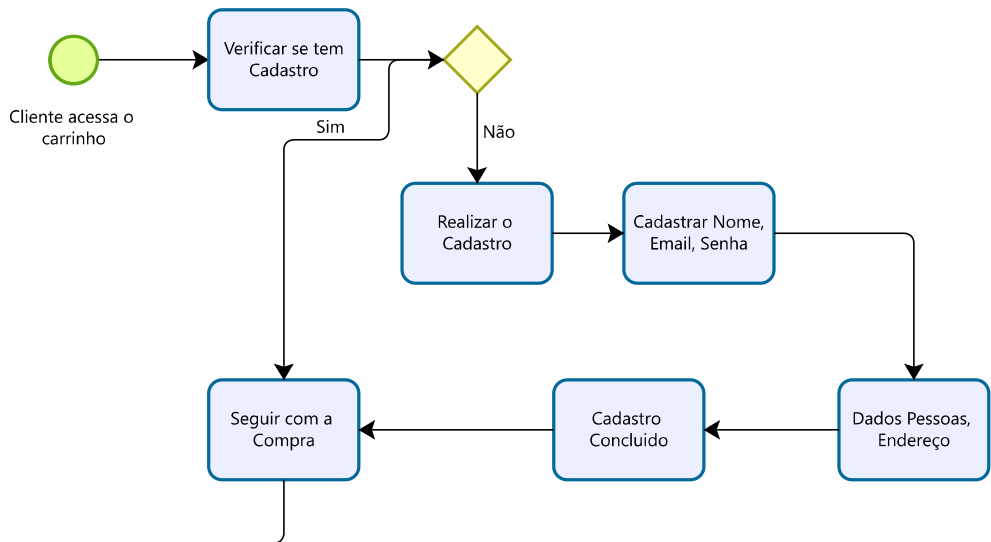 Verificar se tem
Cadastro
Cliente acessa o
carrinho
Sim
Não
Realizar o
Cadastro
Cadastrar Nome,
Email, Senha
Seguir com a
Compra
Cadastro
Concluido
Dados Pessoas,
Endereço